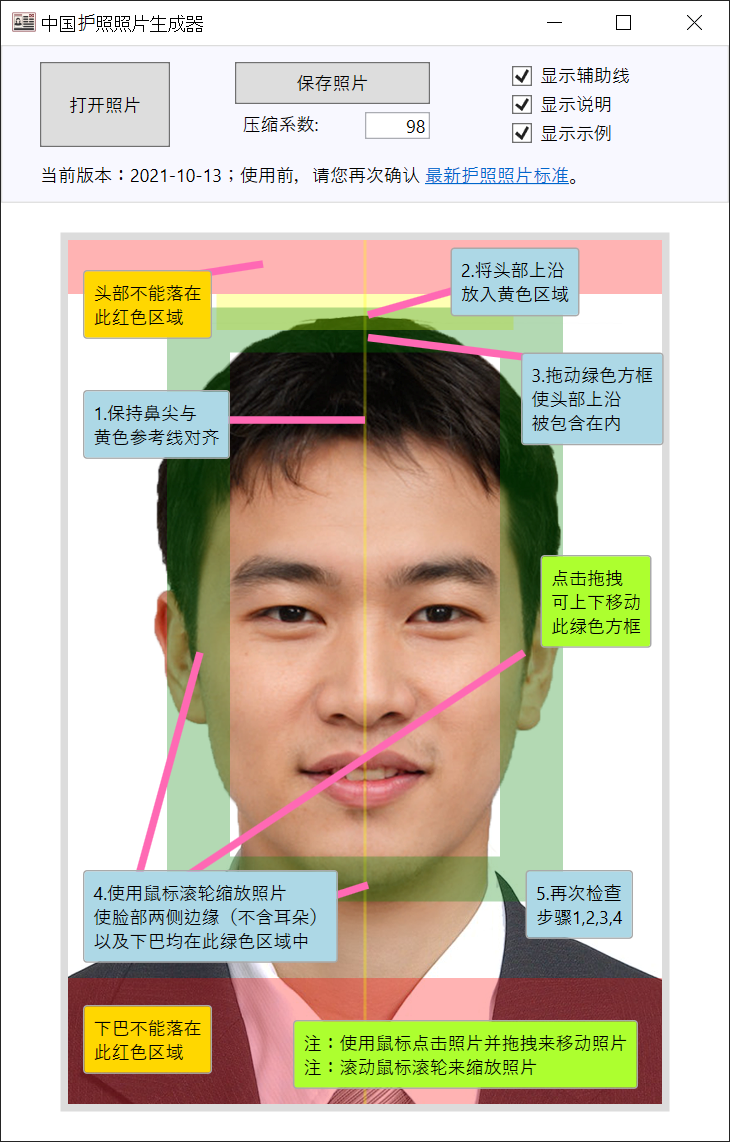 中国护照照片生成器
打开照片
保存照片
压缩系数:
98
显示辅助线
显示说明
显示示例
当前版本：2021-10-13；使用前，请您再次确认 最新护照照片标准。
头部不能落在
此红色区域
2.将头部上沿
放入黄色区域
3.拖动绿色方框
使头部上沿
被包含在内
1.保持鼻尖与
黄色参考线对齐
点击拖拽
可上下移动
此绿色方框
4.使用鼠标滚轮缩放照片
使脸部两侧边缘（不含耳朵）
以及下巴均在此绿色区域中
5.再次检查
步骤1,2,3,4
下巴不能落在
此红色区域
注：使用鼠标点击照片并拖拽来移动照片
注：滚动鼠标滚轮来缩放照片